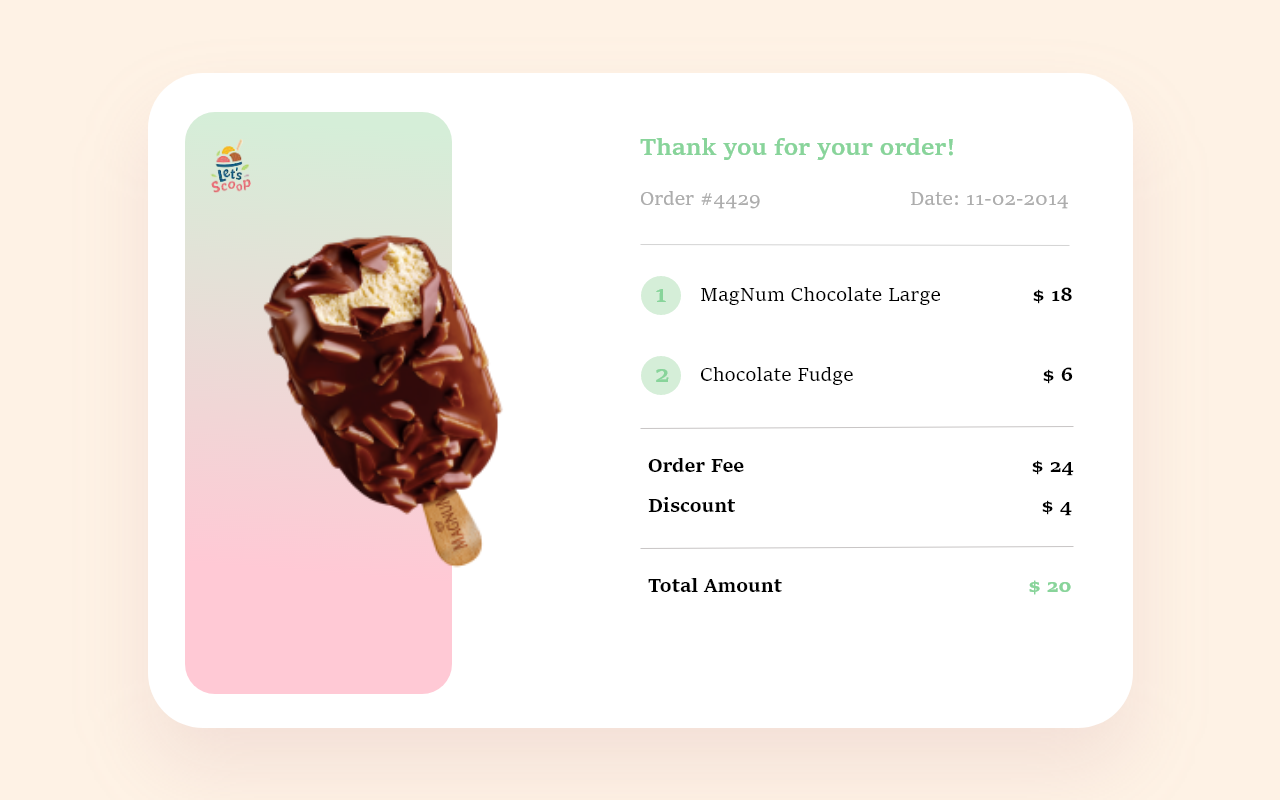 Let's
Scoop
Thank you for your order!
Order #4429 Date: 11-02-2014
1 MagNum Chocolate Large $ 18
2 Chocolate Fudge $ 6
Order Fee $ 24
Discount $ 4
Total Amount $ 20
MAGNUM